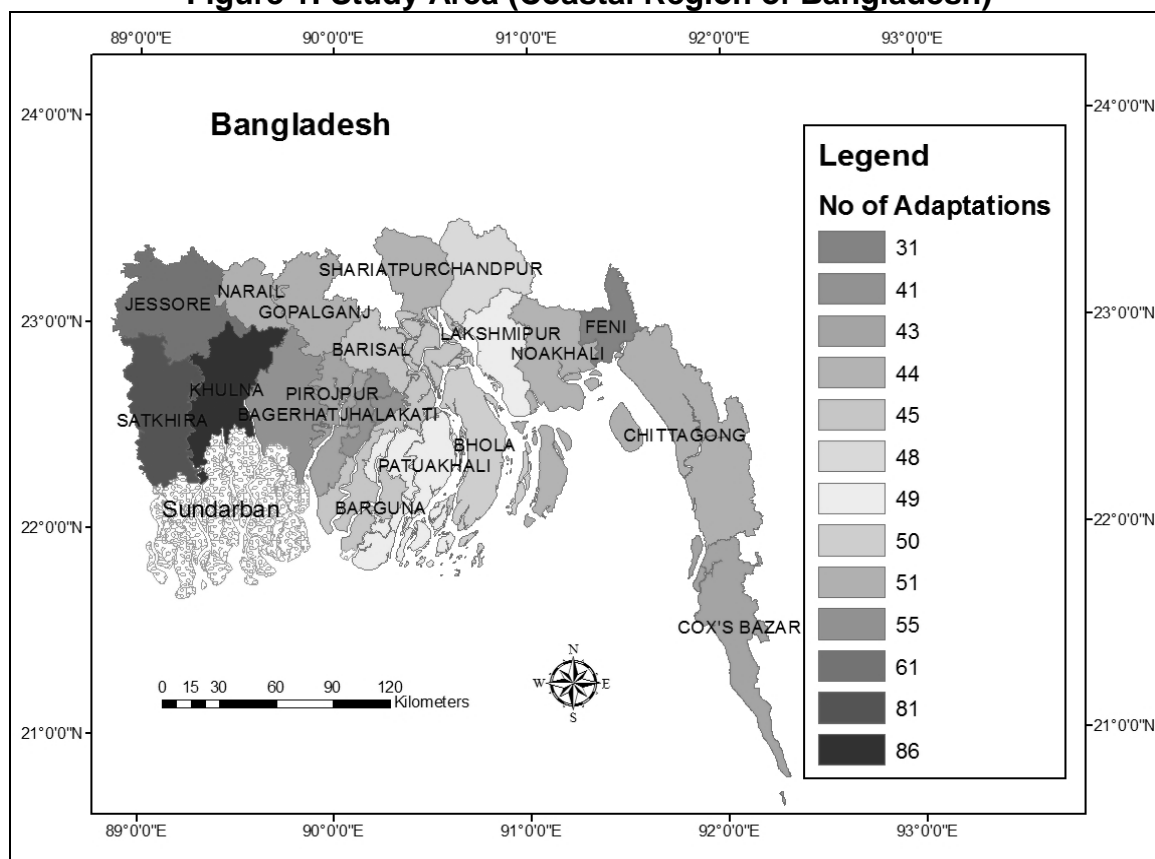 Figure 1: Study Area (Coastal Region of Bangladesh)
89°0'0"E 90°0'0"E 91°0'0"E 92°0'0"E 93°0'0"E
24°0'0"N
24°0'0"N
Bangladesh
Legend
No of Adaptations
31
41
43
44
45
48
49
50
51
55
61
81
86
SHARIATPUR
CHANDPUR
JESSORE
NARAIL
GOPALGANJ
23°0'0"N
23°0'0"N
LAKSHMIPUR
FENI
NOAKHALI
BARISAL
KHULNA
PIROJPUR
SATKHIRA
BAGERHAT
JHALAKATI
CHITTAGONG
BHOLA
PATUAKHALI
Sundarban
BARGUNA
22°0'0"N
22°0'0"N
COX'S BAZAR
N
W E
S
0 15 30 60 90 120
Kilometers
21°0'0"N
21°0'0"N
89°0'0"E 90°0'0"E 91°0'0"E 92°0'0"E 93°0'0"E